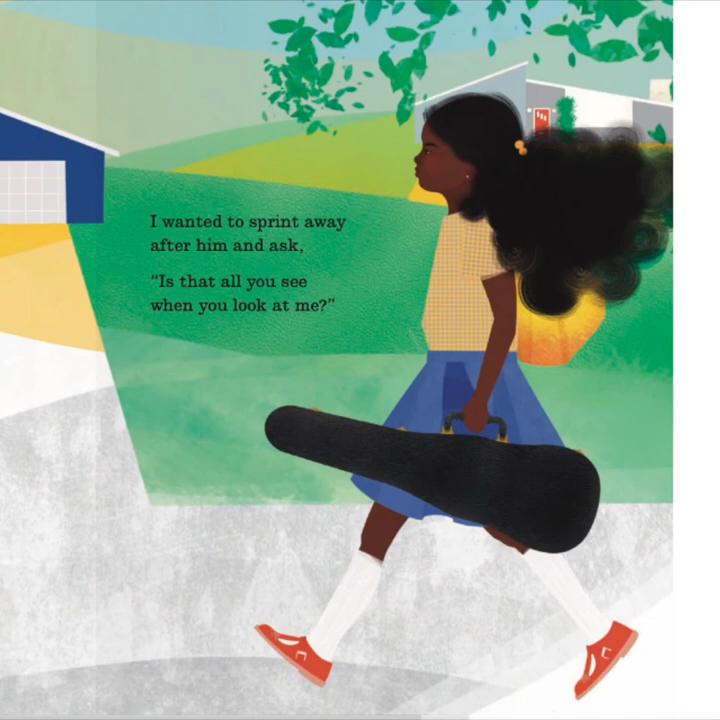 I wanted to sprint away
after him and ask,
“Is that all you see
when you look at me?”